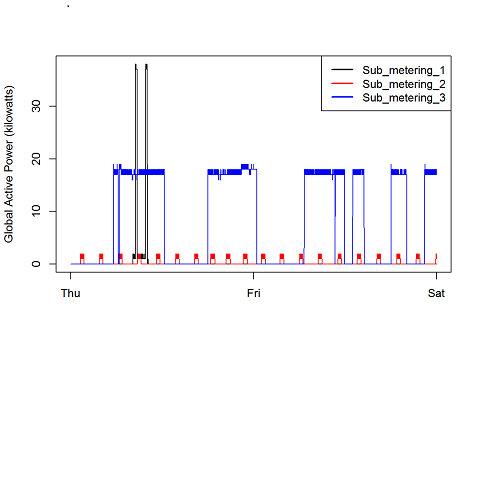 .
Sub_metering_1
Sub_metering_2
Sub_metering_3
Global Active Power (kilowatts)
30
20
10
0
Thu Fri Sat